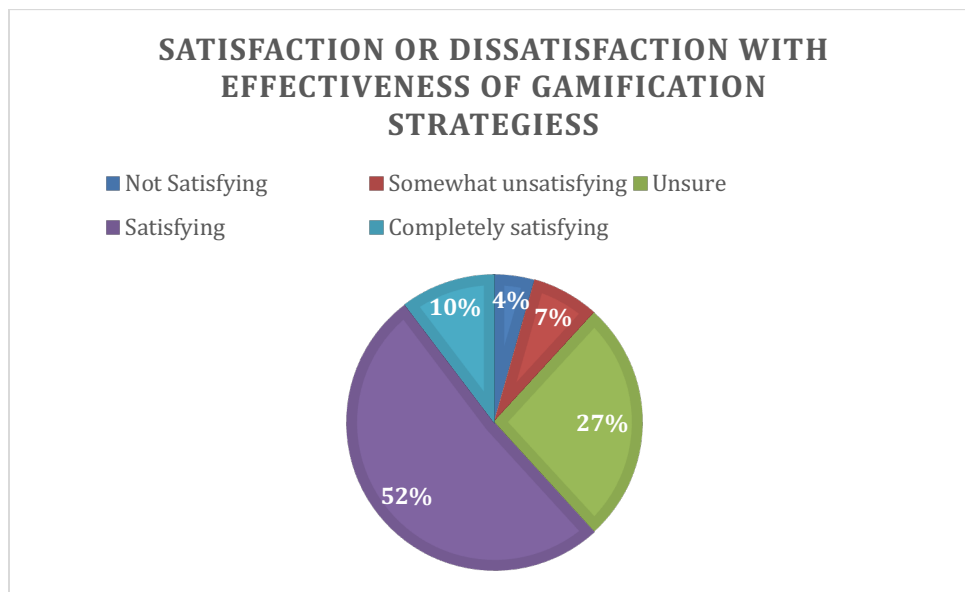 SATISFACTION OR DISSATISFACTION WITH
EFFECTIVENESS OF GAMIFICATION
STRATEGIESS
Not Satisfying
Somewhat unsatisfying
Unsure
Satisfying
Completely satisfying
10%
4%
7%
27%
52%